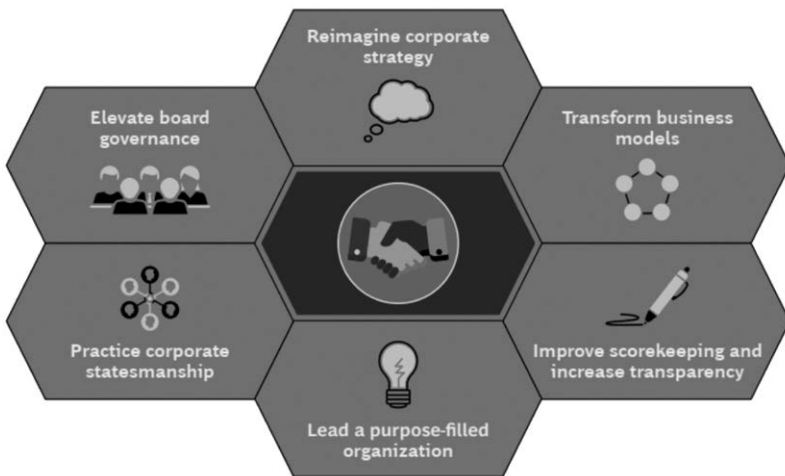 Reimagine corporate
strategy
Elevate board
governance
Transform business
models
Practice corporate
statesmanship
Improve scorekeeping and
increase transparency
Lead a purpose-filled
organization